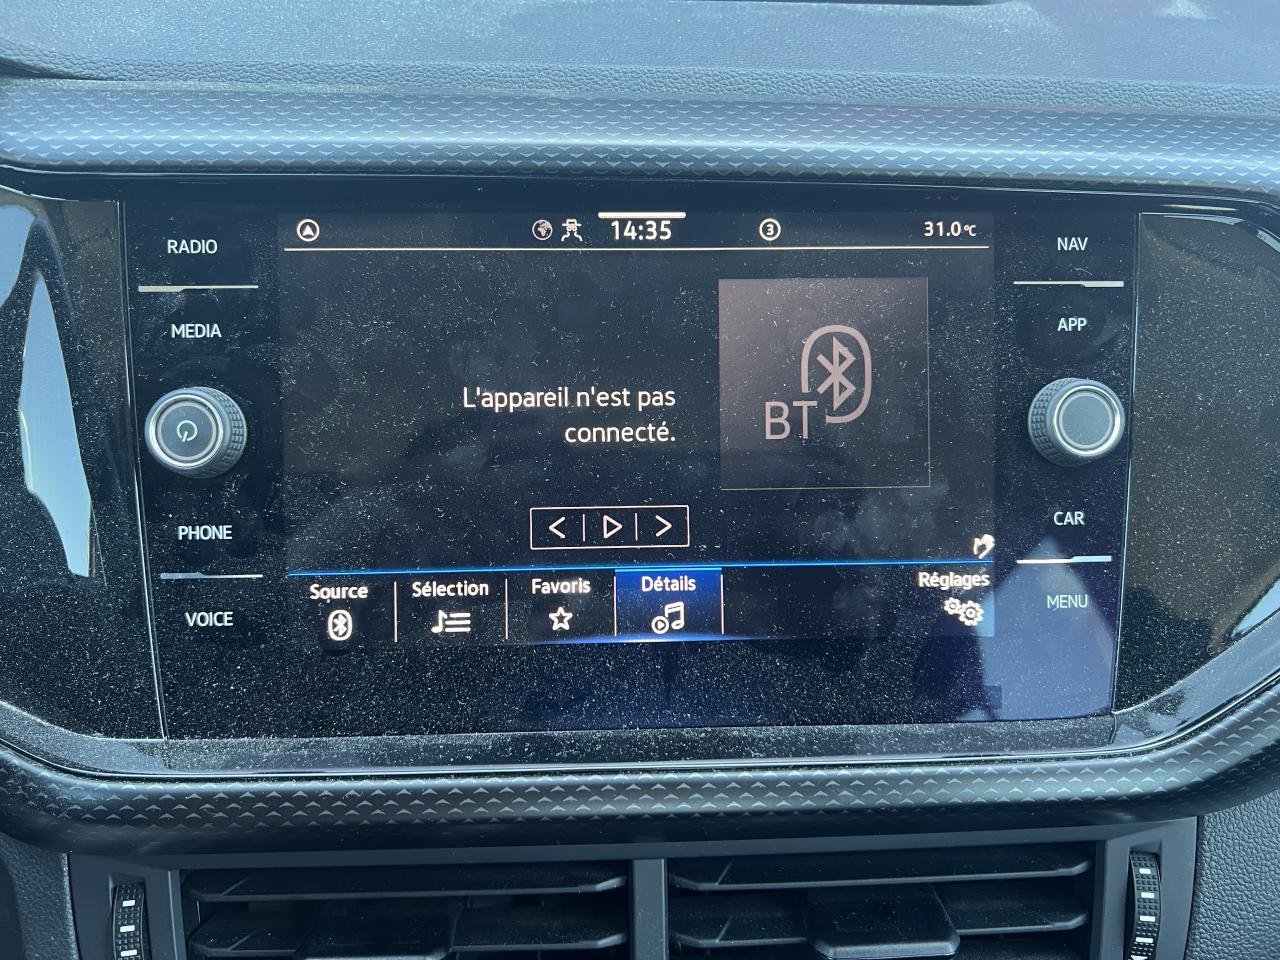 RADIO
MEDIA
PHONE
VOICE
14:35
3
31.0 °C
L'appareil n'est pas
connecté.
BT
Source
Sélection
Favoris
Détails
Réglages
NAV
APP
CAR
MENU